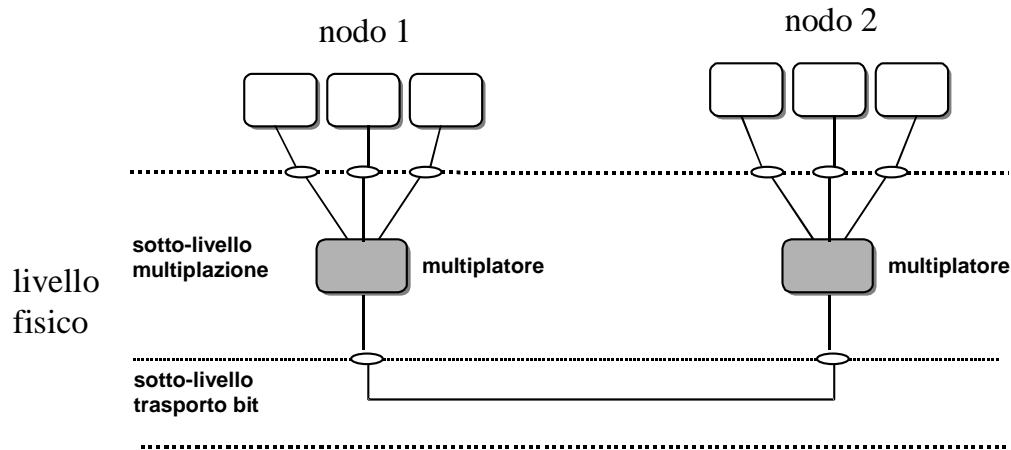 nodo 1
nodo 2
sotto-livello
multiplazione
multiplatore
multiplatore
livello
fisico
sotto-livello
trasporto bit